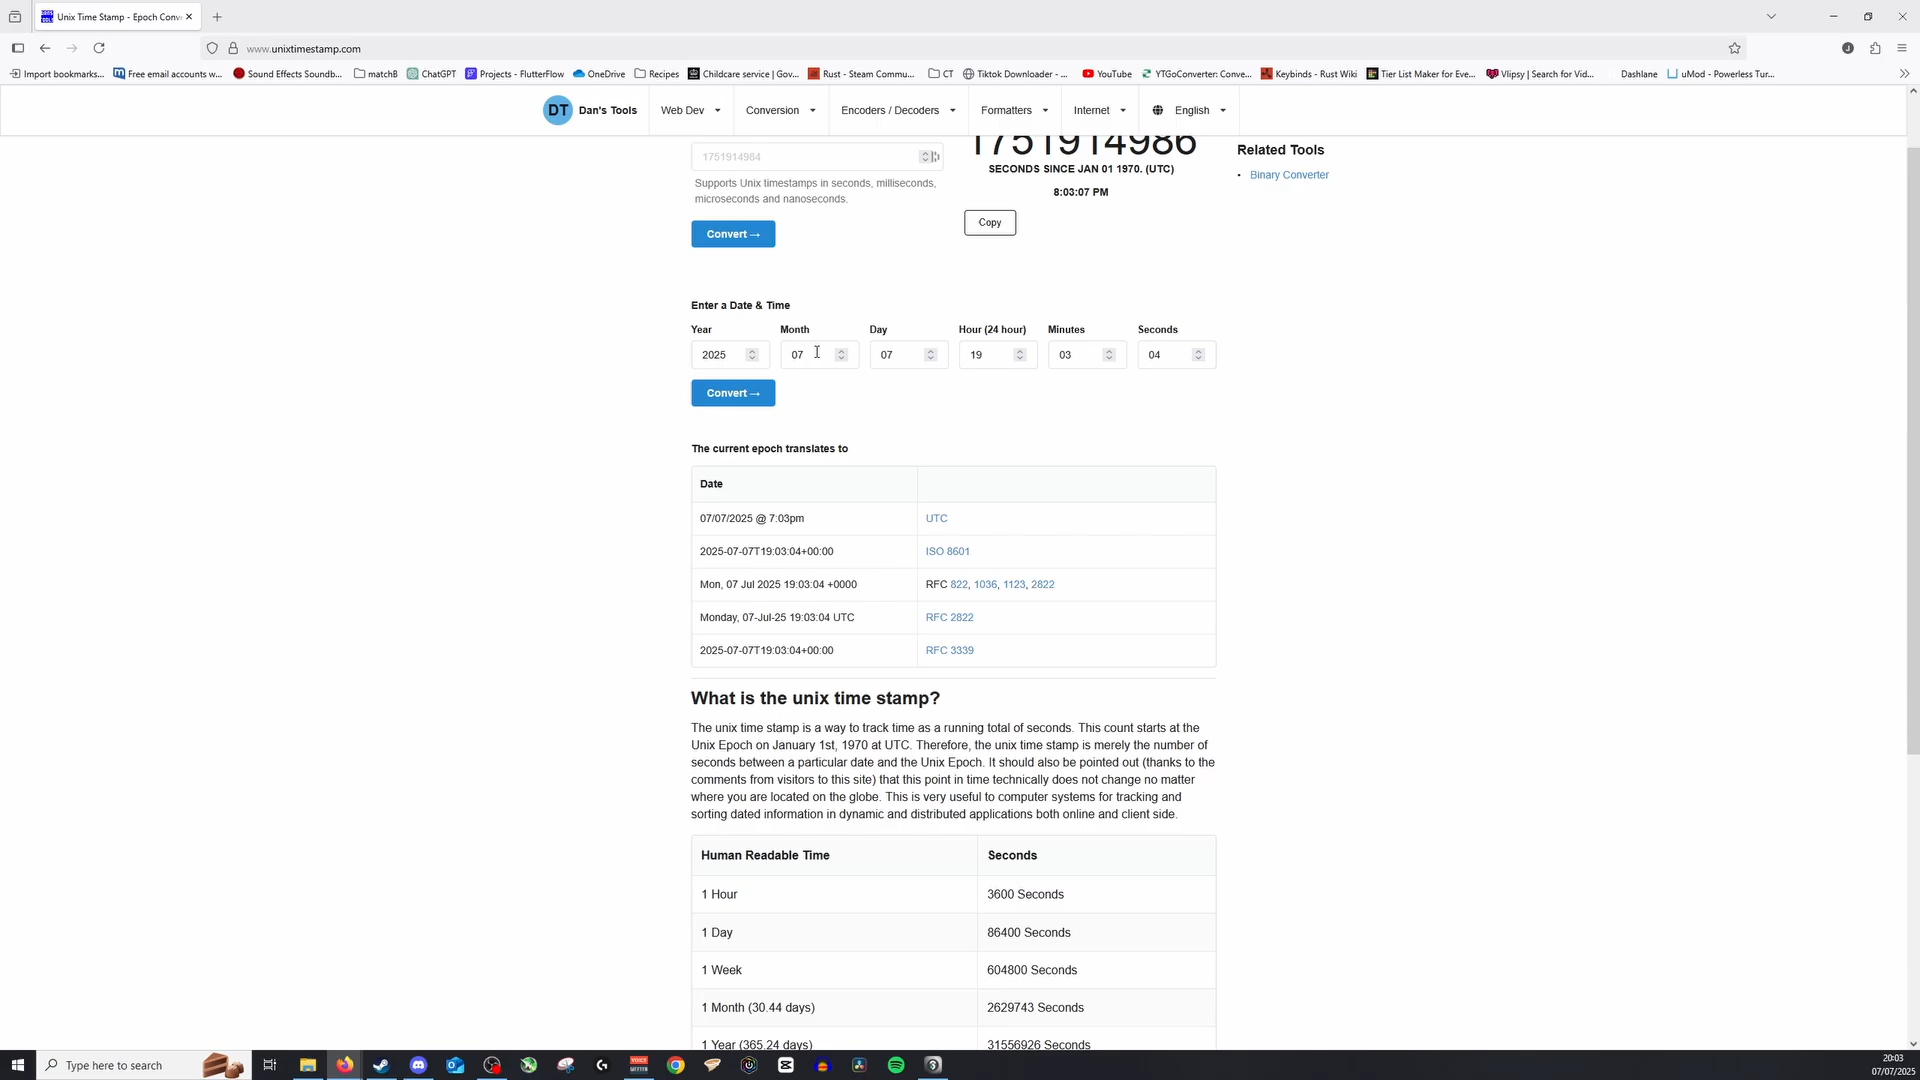 Unix Time Stamp - Epoch Conv
www.unixtimestamp.com
Import bookmarks...
Free email accounts w...
Sound Effects Soundb...
matchB
ChatGPT
Projects - FlutterFlow
OneDrive
Recipes
Childcare service | Gov...
Rust - Steam Commu...
CT
Tiktok Downloader - ...
YouTube
YTGoConverter: Conve...
Keybinds - Rust Wiki
Tier List Maker for Eve...
Vlipsy | Search for Vid...
Dashlane
uMod - Powerless Tur...
DT Dan's Tools
Web Dev
Conversion
Encoders / Decoders
Formatters
Internet
English
1751914984
1751914986
Related Tools
SECONDS SINCE JAN 01 1970. (UTC)
• Binary Converter
Supports Unix timestamps in seconds, milliseconds,
microseconds and nanoseconds.
8:03:07 PM
Copy
Convert →
Enter a Date & Time
Year Month Day Hour (24 hour) Minutes Seconds
2025 07 07 19 03 04
Convert →
The current epoch translates to
Date
07/07/2025 @ 7:03pm UTC
2025-07-07T19:03:04+00:00 ISO 8601
Mon, 07 Jul 2025 19:03:04 +0000 RFC 822, 1036, 1123, 2822
Monday, 07-Jul-25 19:03:04 UTC RFC 2822
2025-07-07T19:03:04+00:00 RFC 3339
What is the unix time stamp?
The unix time stamp is a way to track time as a running total of seconds. This count starts at the
Unix Epoch on January 1st, 1970 at UTC. Therefore, the unix time stamp is merely the number of
seconds between a particular date and the Unix Epoch. It should also be pointed out (thanks to the
comments from visitors to this site) that this point in time technically does not change no matter
where you are located on the globe. This is very useful to computer systems for tracking and
sorting dated information in dynamic and distributed applications both online and client side.
Human Readable Time Seconds
1 Hour 3600 Seconds
1 Day 86400 Seconds
1 Week 604800 Seconds
1 Month (30.44 days) 2629743 Seconds
1 Year (365.24 days) 31556926 Seconds
Type here to search
20:03
07/07/2025